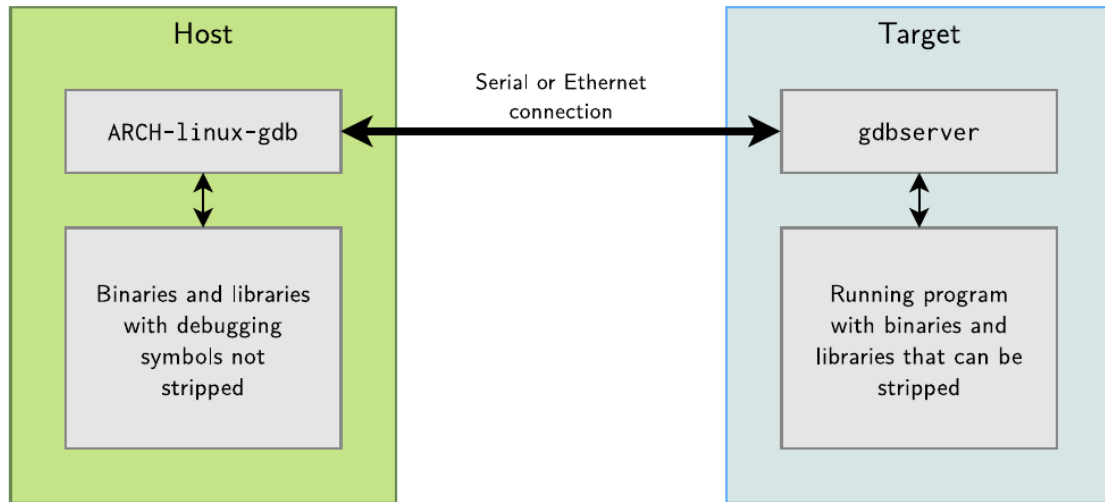 Host
Target
Serial or Ethernet
connection
ARCH-linux-gdb
gdbserver
Binaries and libraries
with debugging
symbols not
stripped
Running program
with binaries and
libraries that can be
stripped